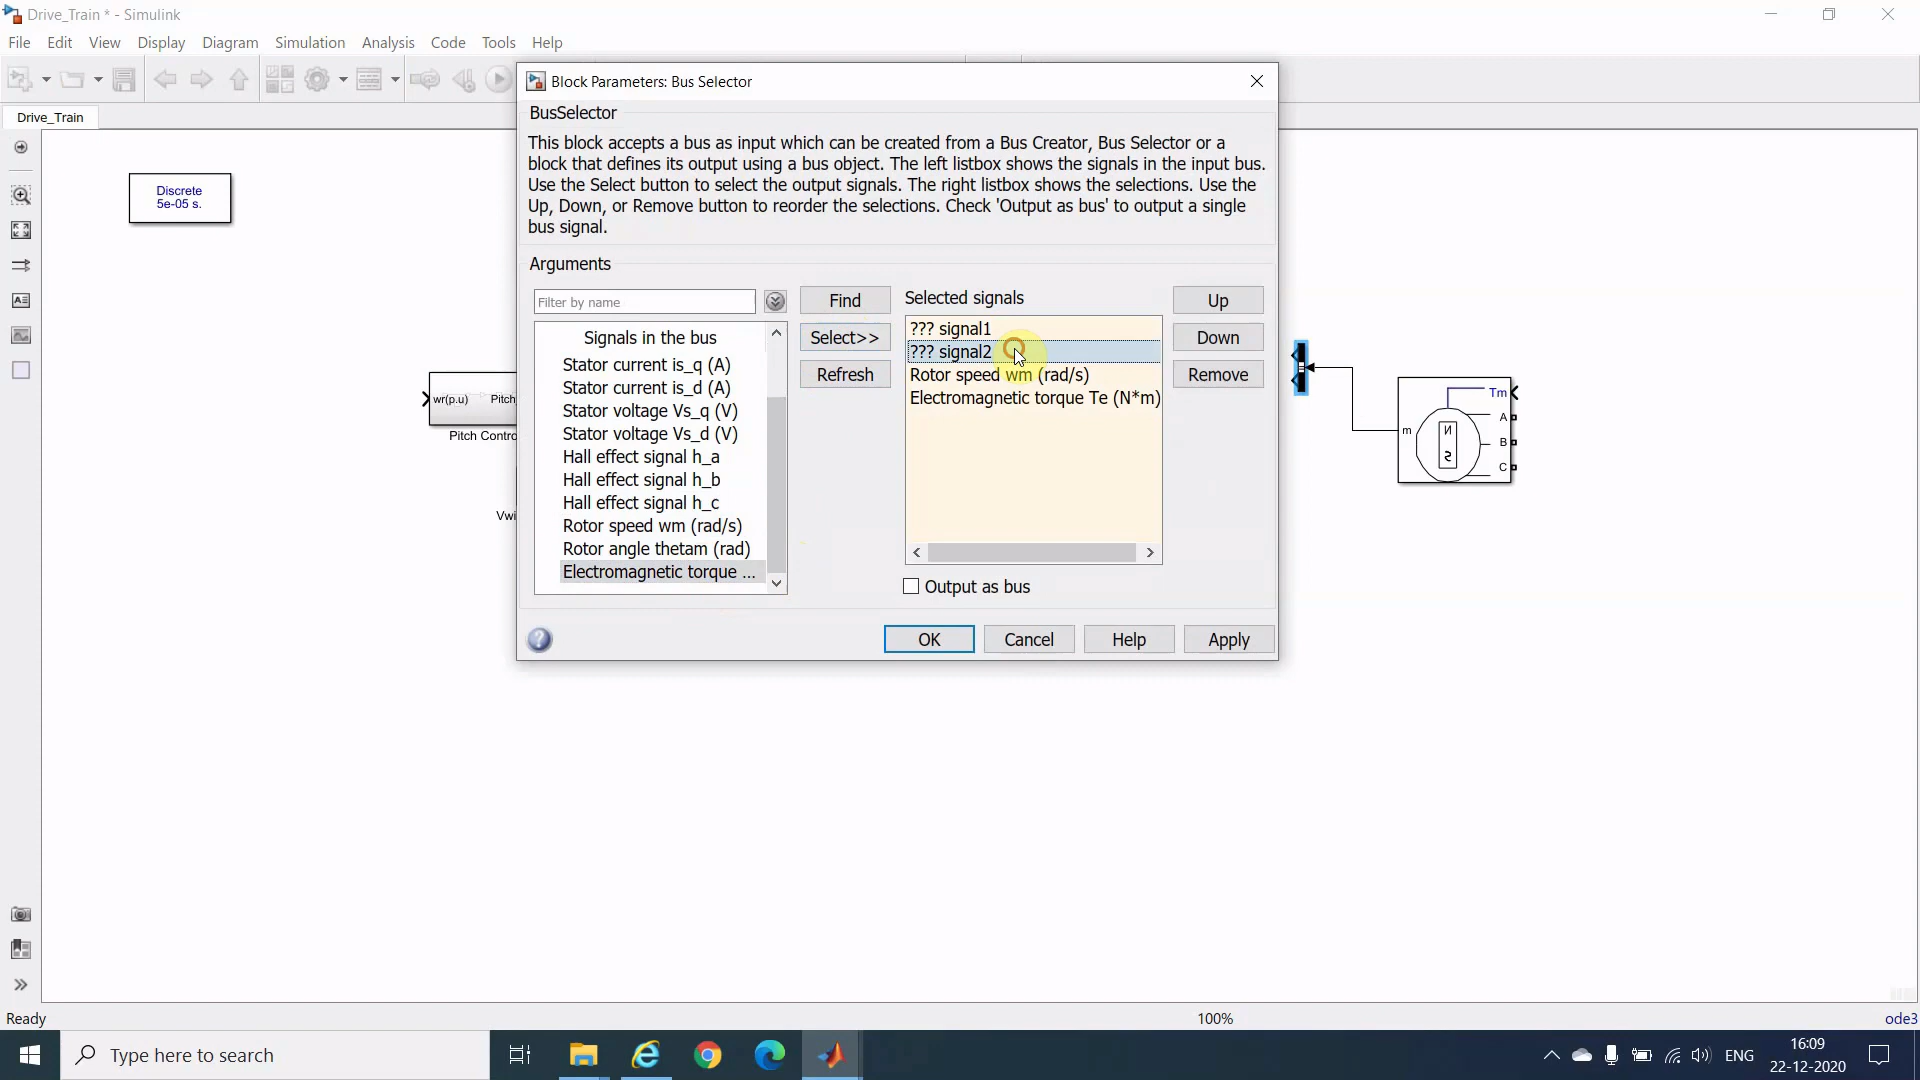 Drive_Train * - Simulink
File Edit View Display Diagram Simulation Analysis Code Tools Help
Drive_Train
Discrete
5e-05 s.
wr(p.u) Pitch
Pitch Contro
Vwi
Block Parameters: Bus Selector
BusSelector
This block accepts a bus as input which can be created from a Bus Creator, Bus Selector or a
block that defines its output using a bus object. The left listbox shows the signals in the input bus.
Use the Select button to select the output signals. The right listbox shows the selections. Use the
Up, Down, or Remove button to reorder the selections. Check 'Output as bus' to output a single
bus signal.
Arguments
Filter by name
Find
Select>>
Refresh
Signals in the bus
Stator current is_q (A)
Stator current is_d (A)
Stator voltage Vs_q (V)
Stator voltage Vs_d (V)
Hall effect signal h_a
Hall effect signal h_b
Hall effect signal h_c
Rotor speed wm (rad/s)
Rotor angle thetam (rad)
Electromagnetic torque ...
Selected signals
??? signal1
??? signal2
Rotor speed wm (rad/s)
Electromagnetic torque Te (N*m)
Up
Down
Remove
Output as bus
OK Cancel Help Apply
Tm
A
m
B
C
N
S
Ready 100% ode3
Type here to search
ENG
16:09
22-12-2020